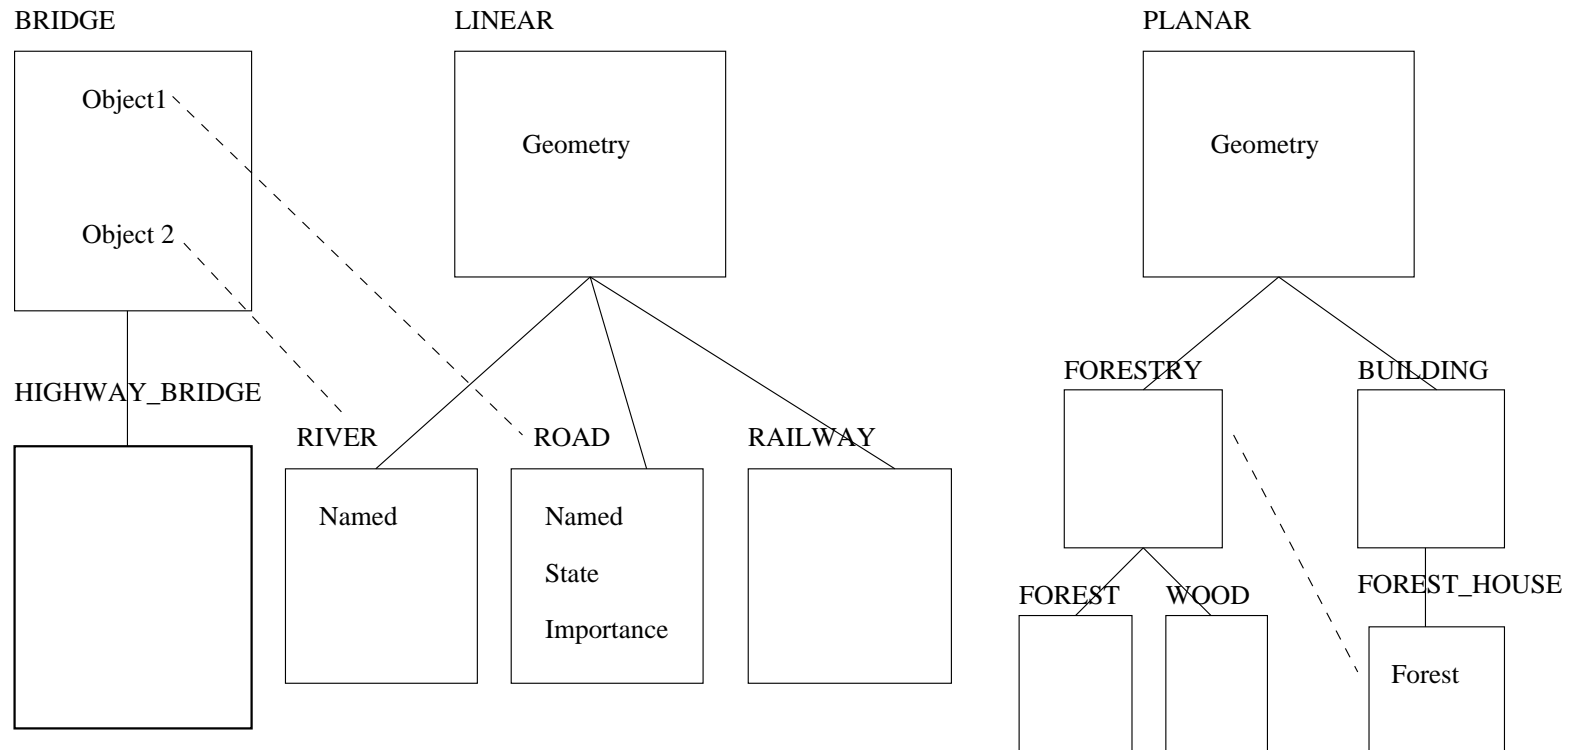 BRIDGE
LINEAR
PLANAR
Object1
Geometry
Geometry
Object 2
FORESTRY
BUILDING
HIGHWAY_BRIDGE
RIVER
ROAD
RAILWAY
Named
Named
State
FOREST_HOUSE
FOREST
WOOD
Importance
Forest